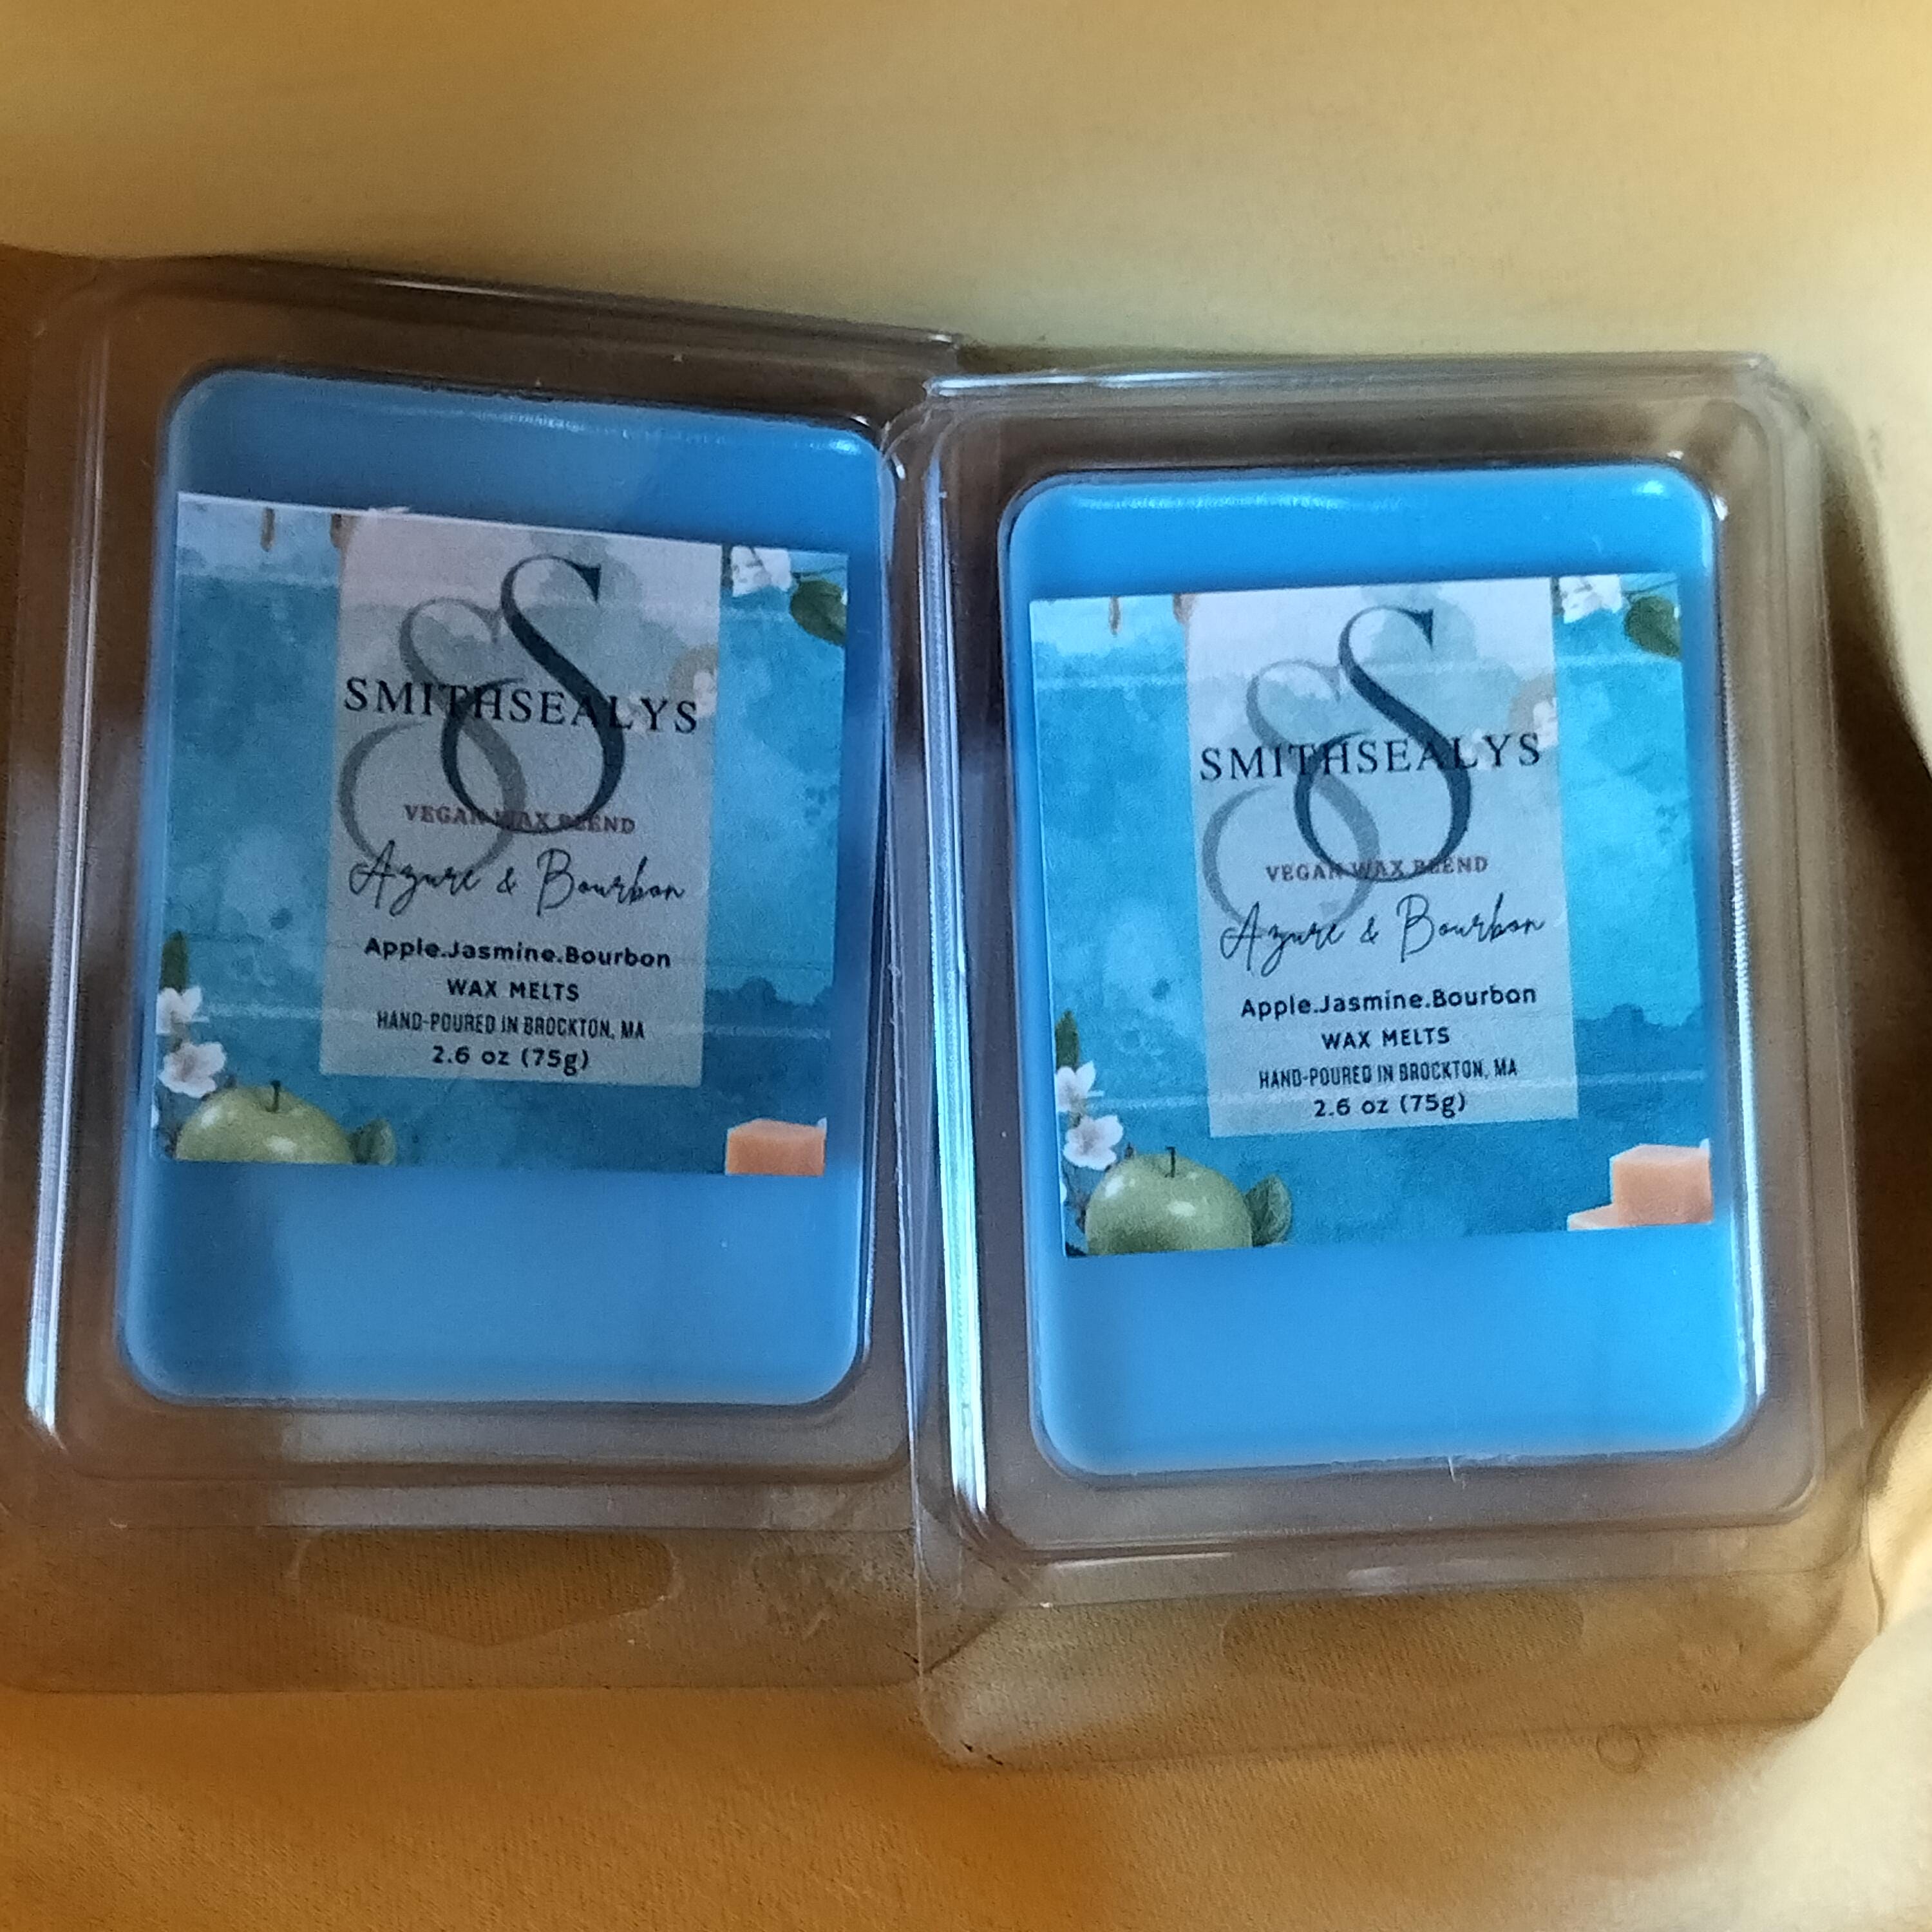 S
SMITHSEALYS
VEGAN WAX BLEND
Azure & Bourbon
Apple.Jasmine.Bourbon
WAX MELTS
HAND-POURED IN BROCKTON, MA
2.6 oz (75g)
S
SMITHSEALYS
VEGAN WAX BLEND
Azure & Bourbon
Apple.Jasmine.Bourbon
WAX MELTS
HAND-POURED IN BROCKTON, MA
2.6 oz (75g)